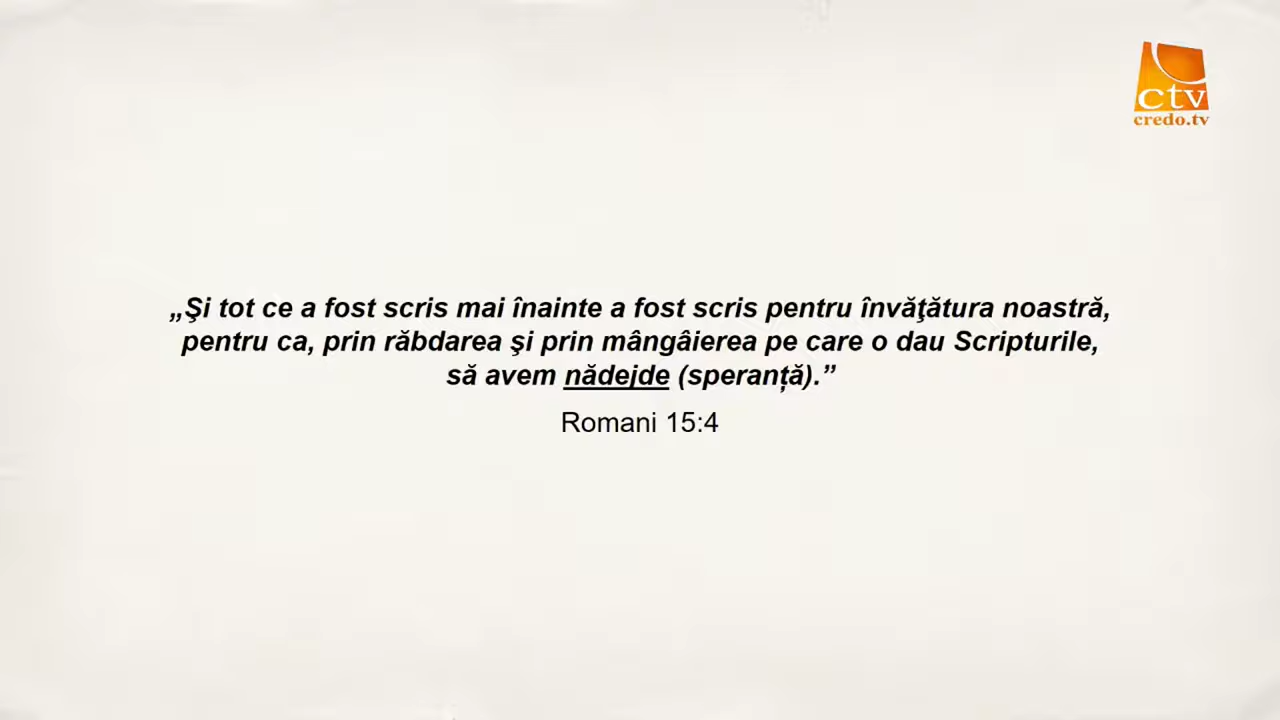 ctv
credo.tv
„Şi tot ce a fost scris mai înainte a fost scris pentru învăţătura noastră,
pentru ca, prin răbdarea şi prin mângâierea pe care o dau Scripturile,
să avem nădejde (speranță).”
Romani 15:4